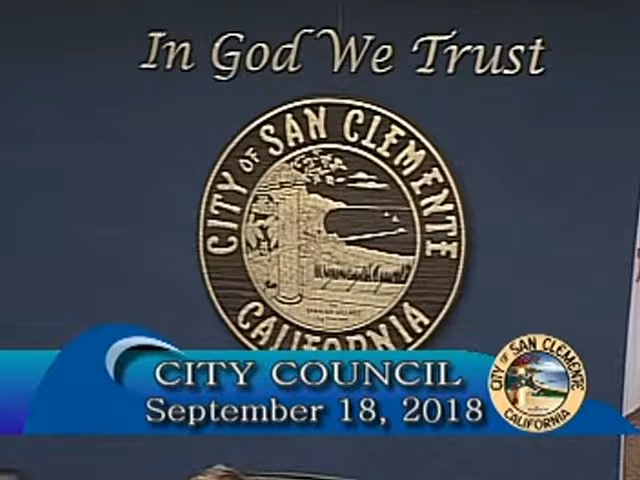 In God We Trust
CITY OF SAN CLEMENTE
CALIFORNIA
CITY COUNCIL
September 18, 2018
CITY OF SAN CLEMENTE
CALIFORNIA